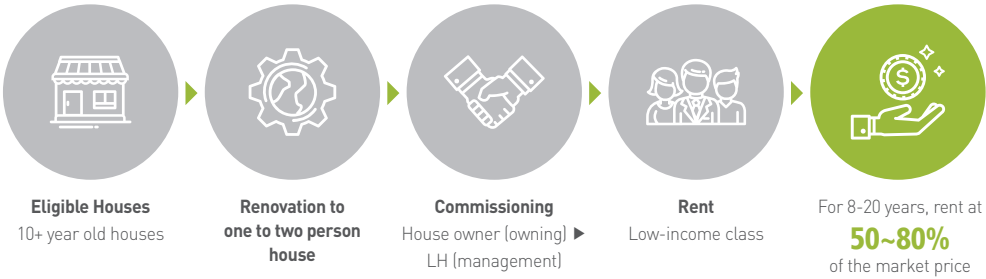 $
Eligible Houses
10+ year old houses
Renovation to
one to two person
house
Commissioning
House owner (owning) ▶
LH (management)
Rent
Low-income class
For 8-20 years, rent at
50~80%
of the market price